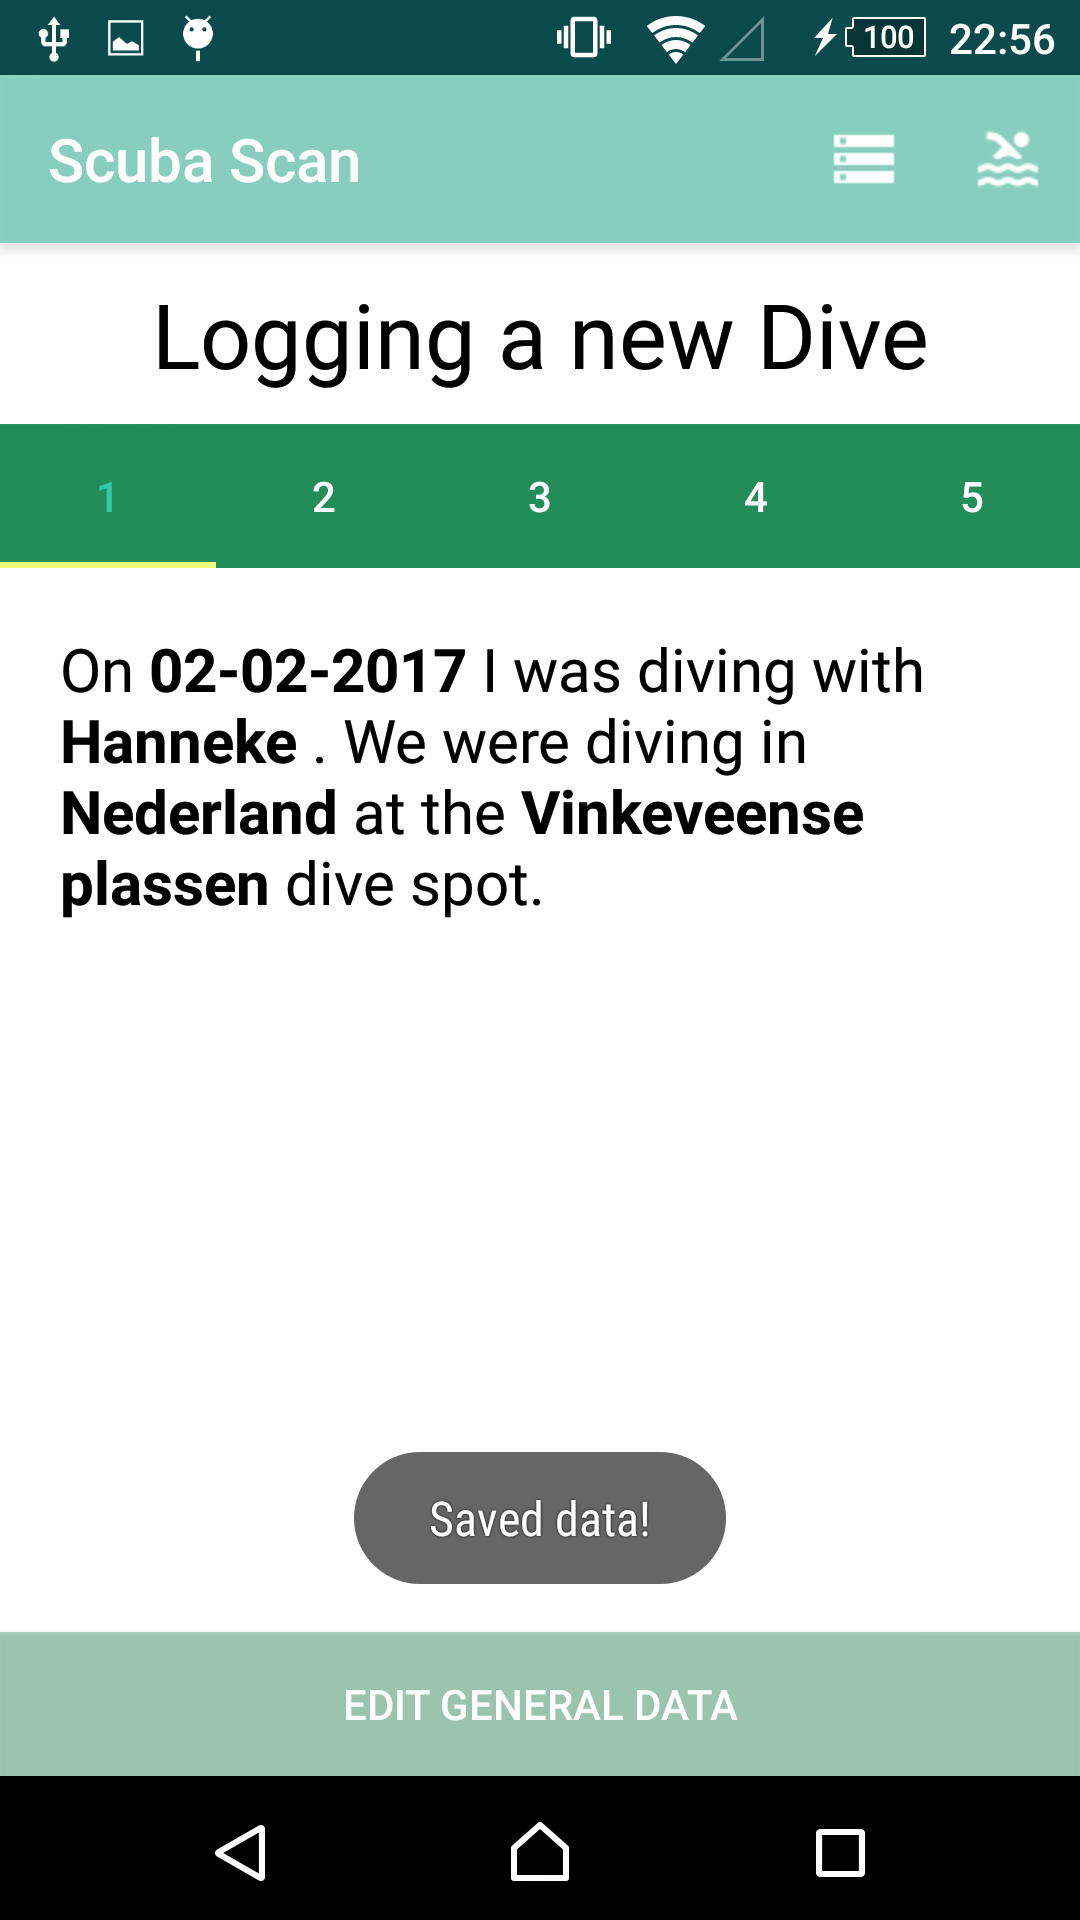 100 22:56
Scuba Scan
Logging a new Dive
1 2 3 4 5
On 02-02-2017 I was diving with
Hanneke . We were diving in
Nederland at the Vinkeveense
plassen dive spot.
Saved data!
EDIT GENERAL DATA